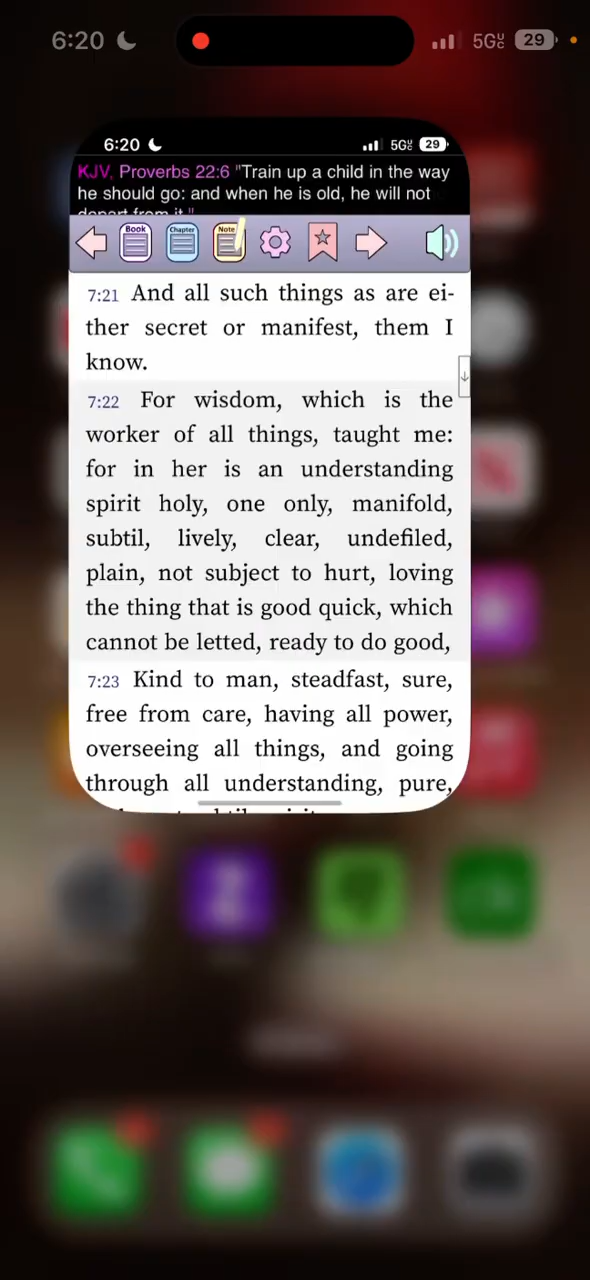 6:20
5G
29
6:20
5G
29
KJV, Proverbs 22:6 "Train up a child in the way
he should go: and when he is old, he will not
depart from it."
Book
Chapter
Note
7:21 And all such things as are ei-
ther secret or manifest, them I
know.
7:22 For wisdom, which is the
worker of all things, taught me:
for in her is an understanding
spirit holy, one only, manifold,
subtil, lively, clear, undefiled,
plain, not subject to hurt, loving
the thing that is good quick, which
cannot be letted, ready to do good,
7:23 Kind to man, steadfast, sure,
free from care, having all power,
overseeing all things, and going
through all understanding, pure,